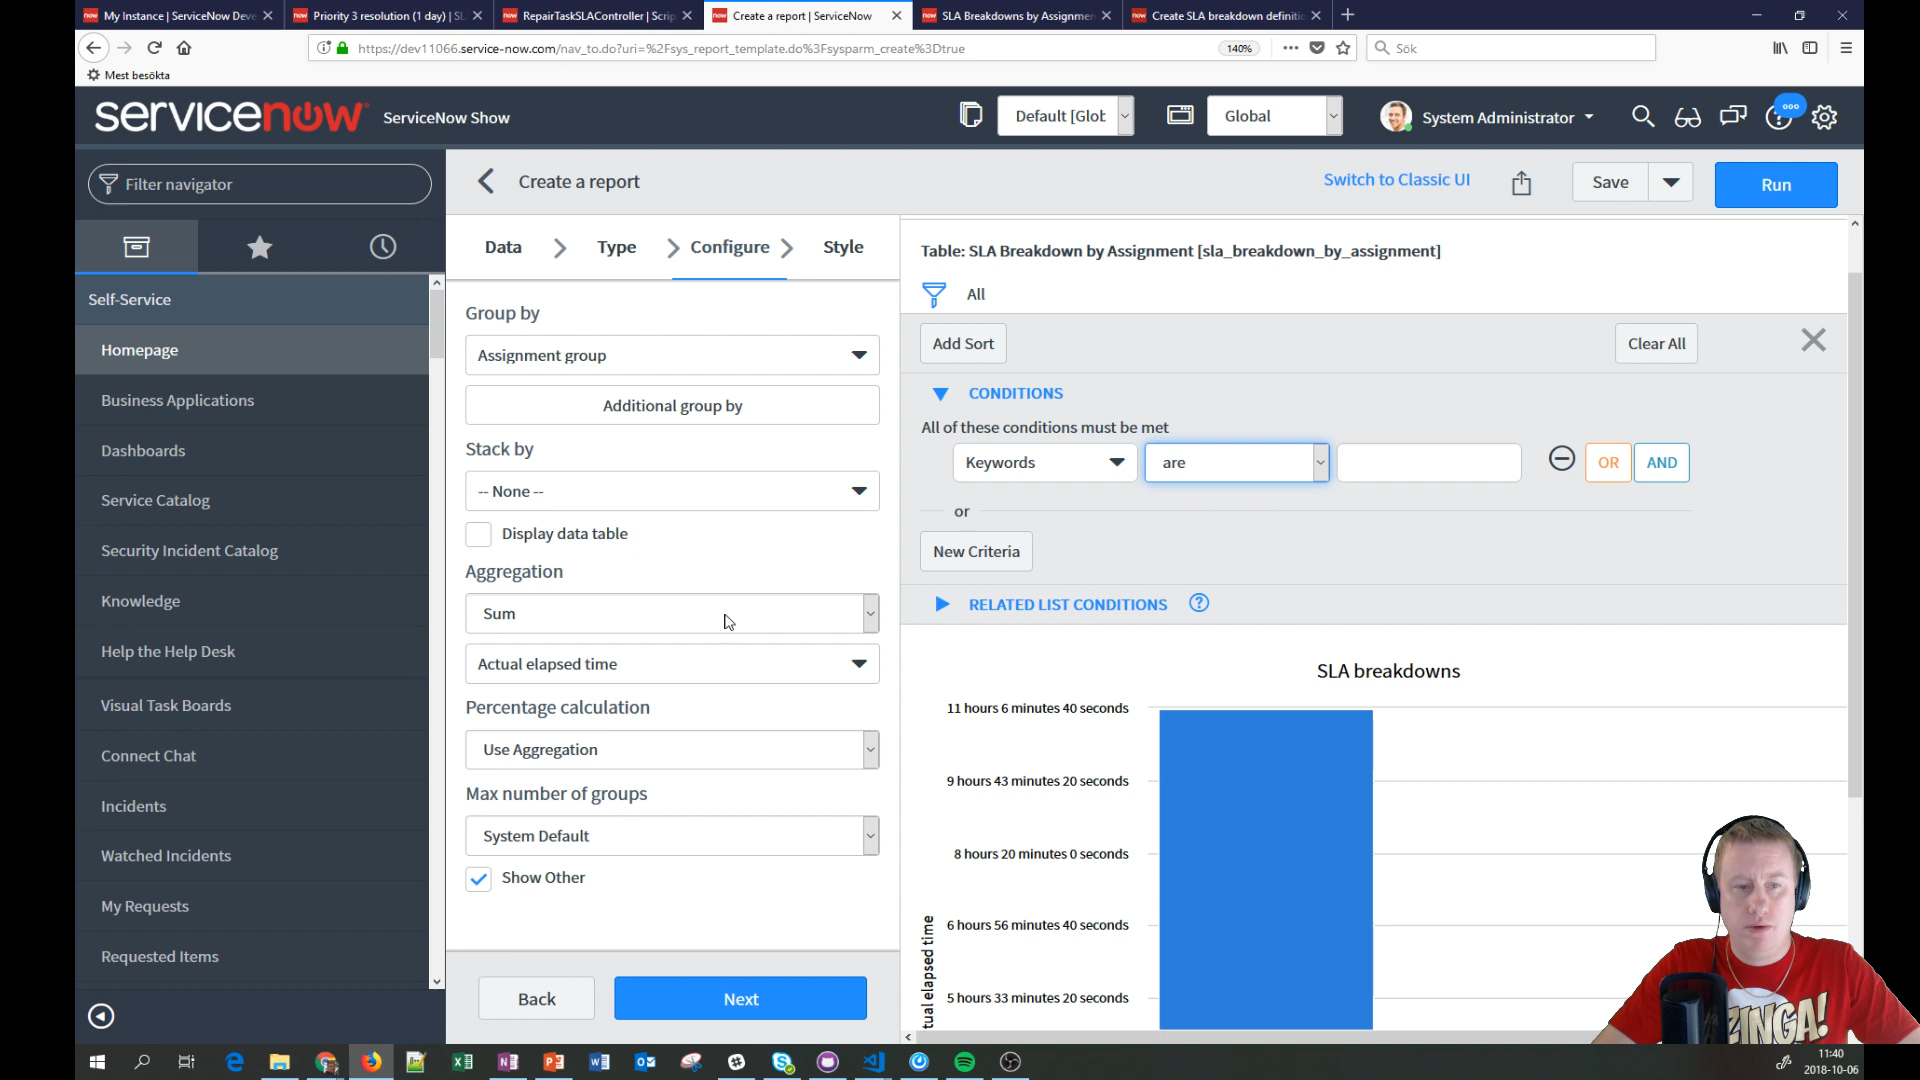 My Instance | ServiceNow Deve
Priority 3 resolution (1 day) | SL
RepairTaskSLAController | Scrip
Create a report | ServiceNow
SLA Breakdowns by Assignmen
Create SLA breakdown definitio
https://dev11066.service-now.com/nav_to.do?uri=%2Fsys_report_template.do%3Fsysparm_create%3Dtrue
140%
Sök
Mest besökta
servicenow
ServiceNow Show
Default [Glob
Global
System Administrator
Filter navigator
Create a report
Switch to Classic UI
Save
Run
Self-Service
Homepage
Business Applications
Dashboards
Service Catalog
Security Incident Catalog
Knowledge
Help the Help Desk
Visual Task Boards
Connect Chat
Incidents
Watched Incidents
My Requests
Requested Items
Data
Type
Configure
Style
Group by
Assignment group
Additional group by
Stack by
-- None --
Display data table
Aggregation
Sum
Actual elapsed time
Percentage calculation
Use Aggregation
Max number of groups
System Default
Show Other
Back
Next
Table: SLA Breakdown by Assignment [sla_breakdown_by_assignment]
All
Add Sort
Clear All
CONDITIONS
All of these conditions must be met
Keywords
are
OR
AND
or
New Criteria
RELATED LIST CONDITIONS
SLA breakdowns
11 hours 6 minutes 40 seconds
9 hours 43 minutes 20 seconds
8 hours 20 minutes 0 seconds
6 hours 56 minutes 40 seconds
5 hours 33 minutes 20 seconds
tual elapsed time
ZINGA!
11:40
2018-10-06